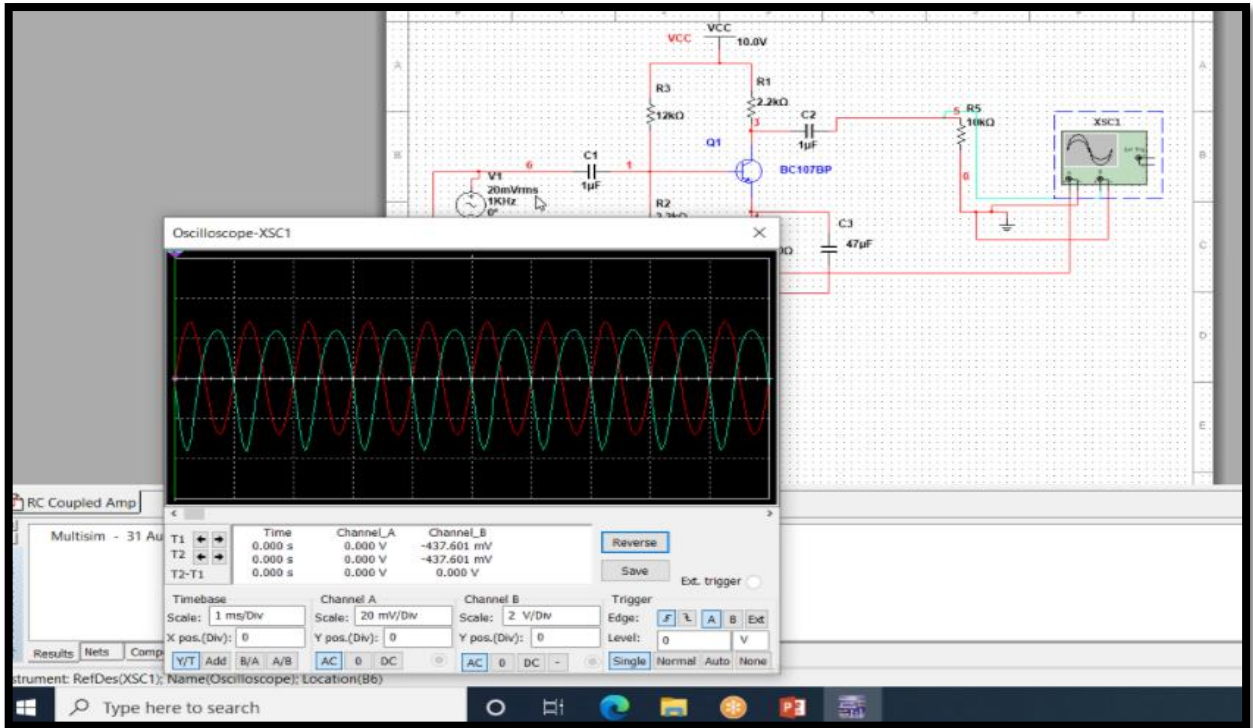 VCC
VCC
10.0V
R3
12kΩ
R1
2.2kΩ
3
C2
1µF
5
R5
10kΩ
XSC1
Q1
BC107BP
C1
1µF
6
1
V1
20mVrms
1KHz
0°
R2
0
C3
47µF
A
B
A
B
C
D
E
Oscilloscope-XSC1
RC Coupled Amp
Multisim - 31 Au
Time Channel_A Channel_B
T1 0.000 s 0.000 V -437.601 mV
T2 0.000 s 0.000 V -437.601 mV
T2-T1 0.000 s 0.000 V 0.000 V
Reverse
Save
Ext. trigger
Timebase
Scale: 1 ms/Div
X pos.(Div): 0
Y/T Add B/A A/B
Channel A
Scale: 20 mV/Div
Y pos.(Div): 0
AC 0 DC
Channel B
Scale: 2 V/Div
Y pos.(Div): 0
AC 0 DC -
Trigger
Edge: A B Ext
Level: 0 V
Single Normal Auto None
Results Nets Comp
strument: RefDes(XSC1); Name(Oscilloscope); Location(B6)
Type here to search